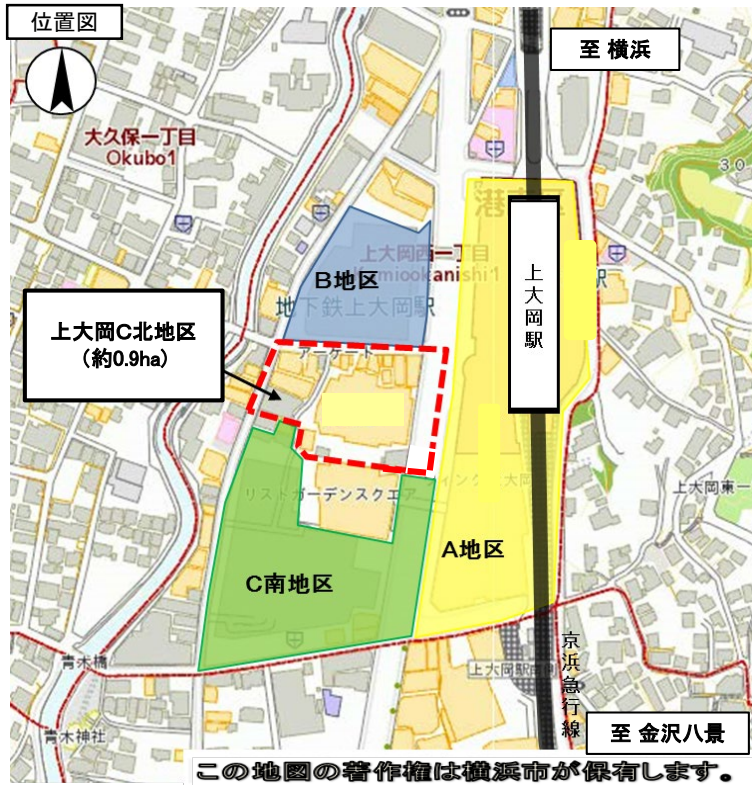 位置図
至 横浜
大久保一丁目
Okubo1
30
上大岡西一丁目
B地区
地下鉄上大岡駅
駅
上大岡駅
上大岡C北地区
(約0.9ha)
アーケード
リストガーデンスクエア
上大岡東一
A地区
C南地区
青木橋
京浜急行線
青木神社
至 金沢八景
この地図の著作権は横浜市が保有します。